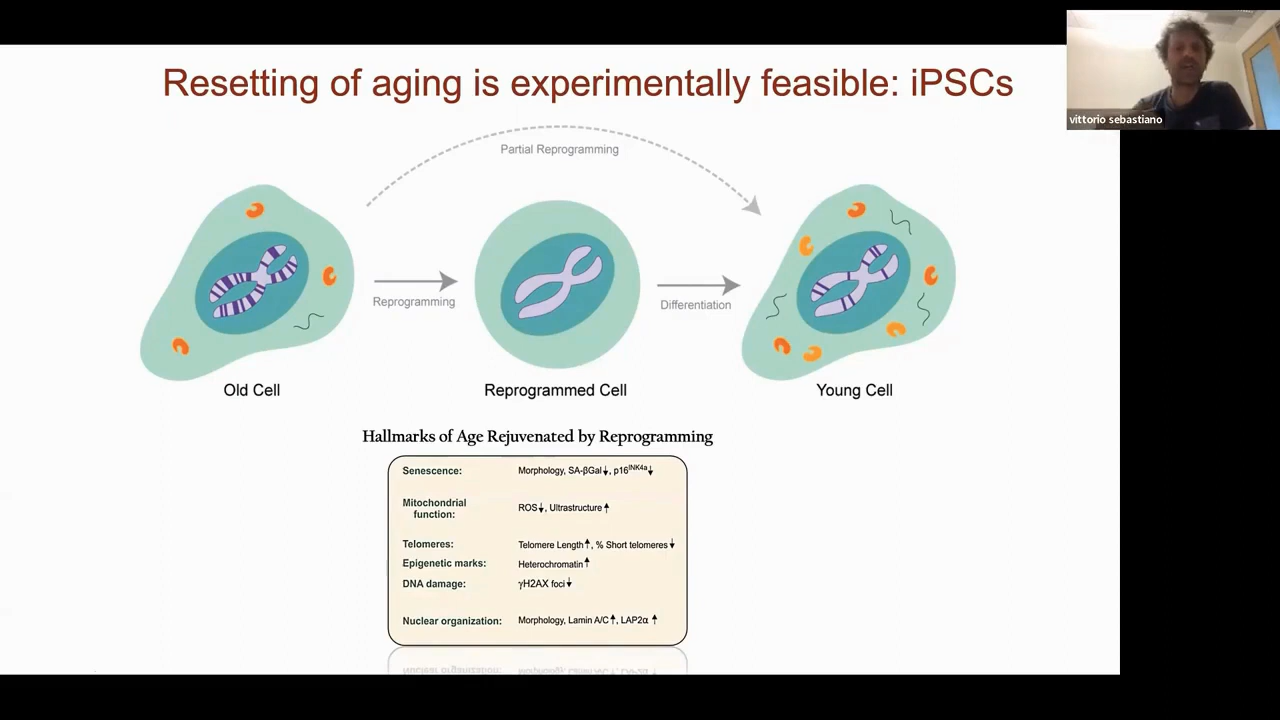 Resetting of aging is experimentally feasible: iPSCs
vittorio sebastiano
Partial Reprogramming
Reprogramming
Differentiation
Old Cell
Reprogrammed Cell
Young Cell
Hallmarks of Age Rejuvenated by Reprogramming
Senescence: Morphology, SA-βGal↓, p16INK4a↓
Mitochondrial
function: ROS↓, Ultrastructure↑
Telomeres: Telomere Length↑, % Short telomeres↓
Epigenetic marks: Heterochromatin↑
DNA damage: γH2AX foci↓
Nuclear organization: Morphology, Lamin A/C↑, LAP2α ↑